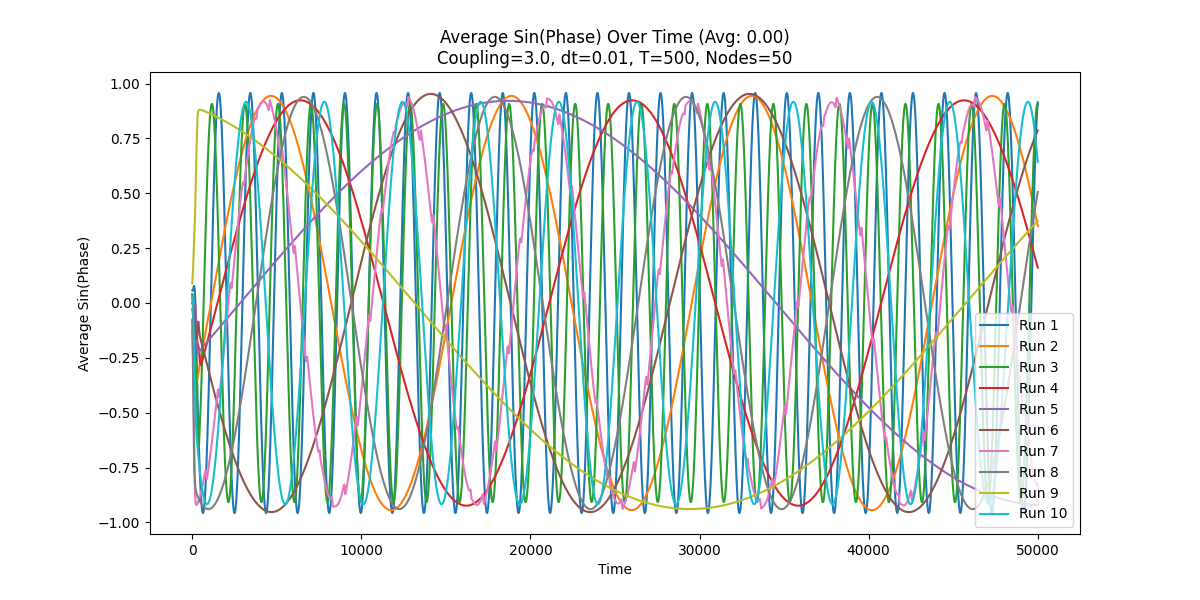 Average Sin(Phase) Over Time (Avg: 0.00)
Coupling=3.0, dt=0.01, T=500, Nodes=50
1.00
0.75
0.50
0.25
0.00
−0.25
−0.50
−0.75
−1.00
Average Sin(Phase)
0
10000
20000
30000
40000
50000
Time
Run 1
Run 2
Run 3
Run 4
Run 5
Run 6
Run 7
Run 8
Run 9
Run 10